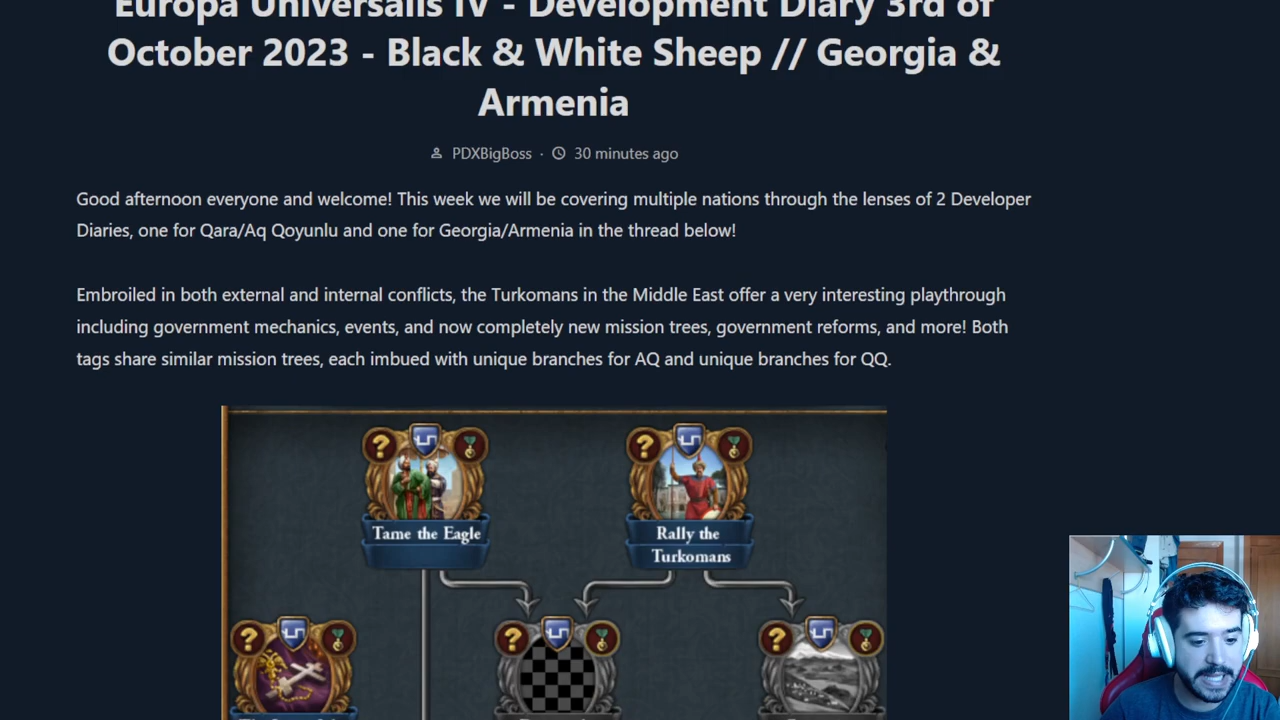 Europa Universalis IV - Development Diary 3rd of
October 2023 - Black & White Sheep // Georgia &
Armenia
PDXBigBoss · 30 minutes ago
Good afternoon everyone and welcome! This week we will be covering multiple nations through the lenses of 2 Developer
Diaries, one for Qara/Aq Qoyunlu and one for Georgia/Armenia in the thread below!
Embroiled in both external and internal conflicts, the Turkomans in the Middle East offer a very interesting playthrough
including government mechanics, events, and now completely new mission trees, government reforms, and more! Both
tags share similar mission trees, each imbued with unique branches for AQ and unique branches for QQ.
Tame the Eagle
Rally the
Turkomans